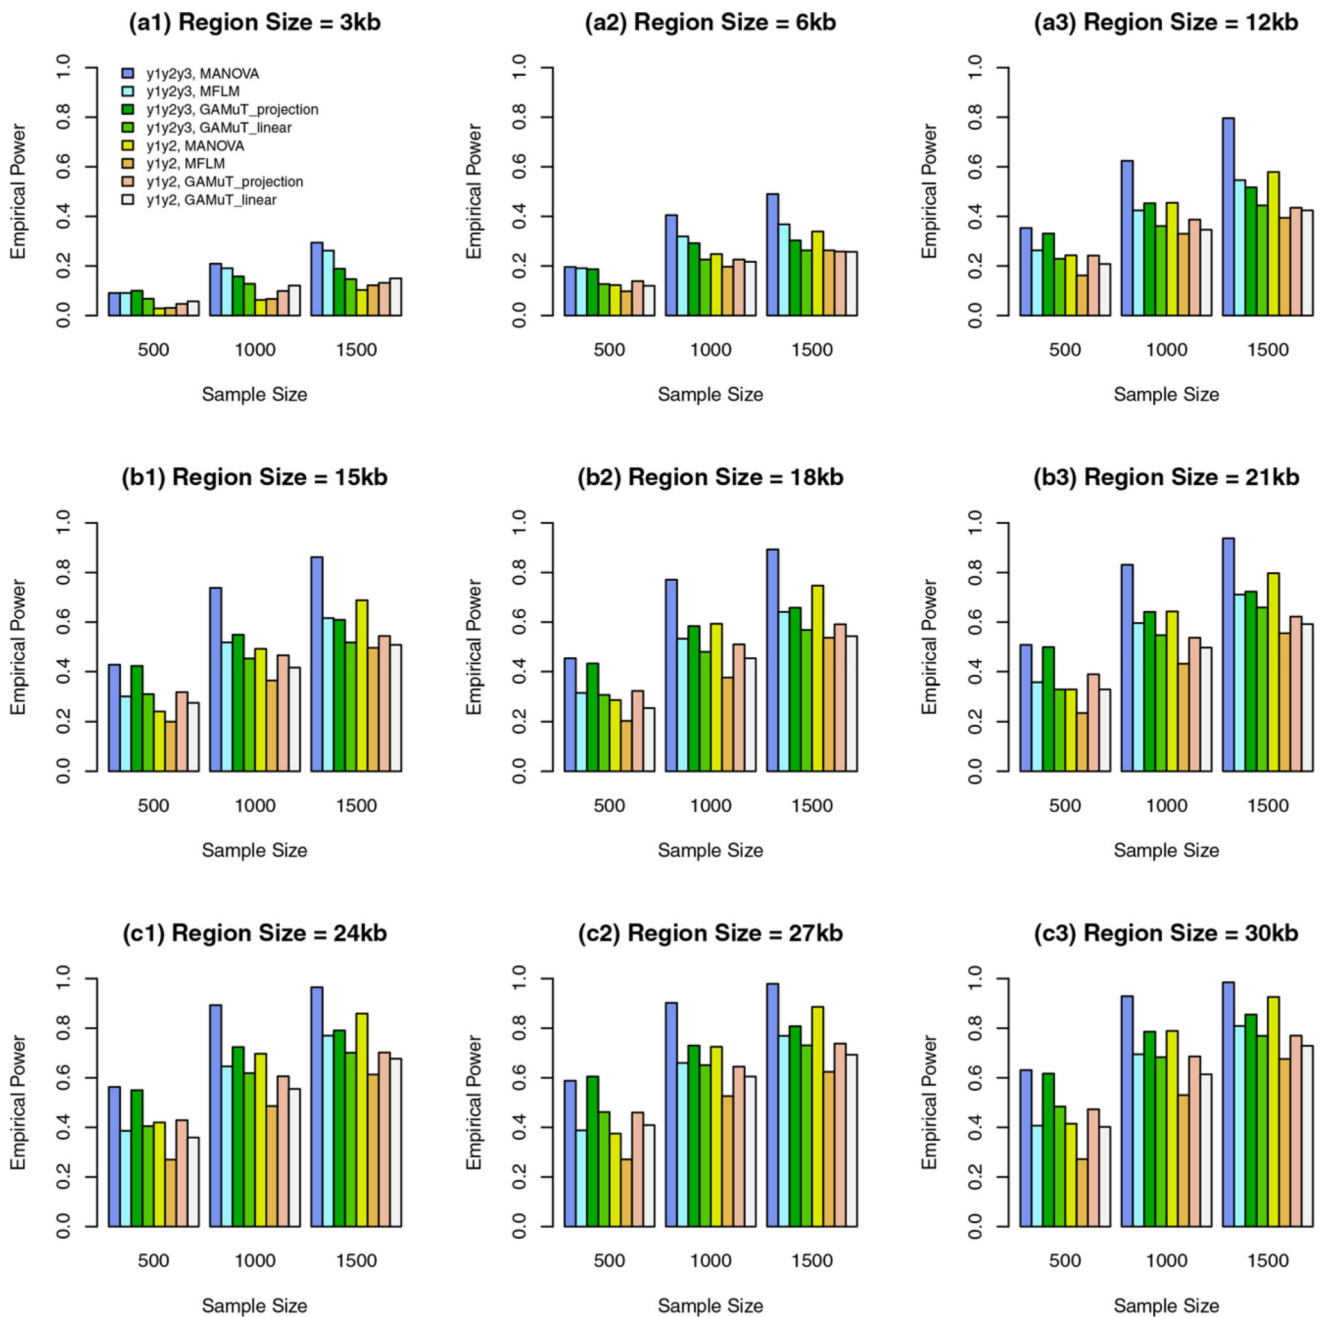 (a1) Region Size = 3kb
Empirical Power
0.0 0.2 0.4 0.6 0.8 1.0
y1y2y3, MANOVA
y1y2y3, MFLM
y1y2y3, GAMuT_projection
y1y2y3, GAMuT_linear
y1y2, MANOVA
y1y2, MFLM
y1y2, GAMuT_projection
y1y2, GAMuT_linear
500 1000 1500
Sample Size
(a2) Region Size = 6kb
Empirical Power
0.0 0.2 0.4 0.6 0.8 1.0
500 1000 1500
Sample Size
(a3) Region Size = 12kb
Empirical Power
0.0 0.2 0.4 0.6 0.8 1.0
500 1000 1500
Sample Size
(b1) Region Size = 15kb
Empirical Power
0.0 0.2 0.4 0.6 0.8 1.0
500 1000 1500
Sample Size
(b2) Region Size = 18kb
Empirical Power
0.0 0.2 0.4 0.6 0.8 1.0
500 1000 1500
Sample Size
(b3) Region Size = 21kb
Empirical Power
0.0 0.2 0.4 0.6 0.8 1.0
500 1000 1500
Sample Size
(c1) Region Size = 24kb
Empirical Power
0.0 0.2 0.4 0.6 0.8 1.0
500 1000 1500
Sample Size
(c2) Region Size = 27kb
Empirical Power
0.0 0.2 0.4 0.6 0.8 1.0
500 1000 1500
Sample Size
(c3) Region Size = 30kb
Empirical Power
0.0 0.2 0.4 0.6 0.8 1.0
500 1000 1500
Sample Size